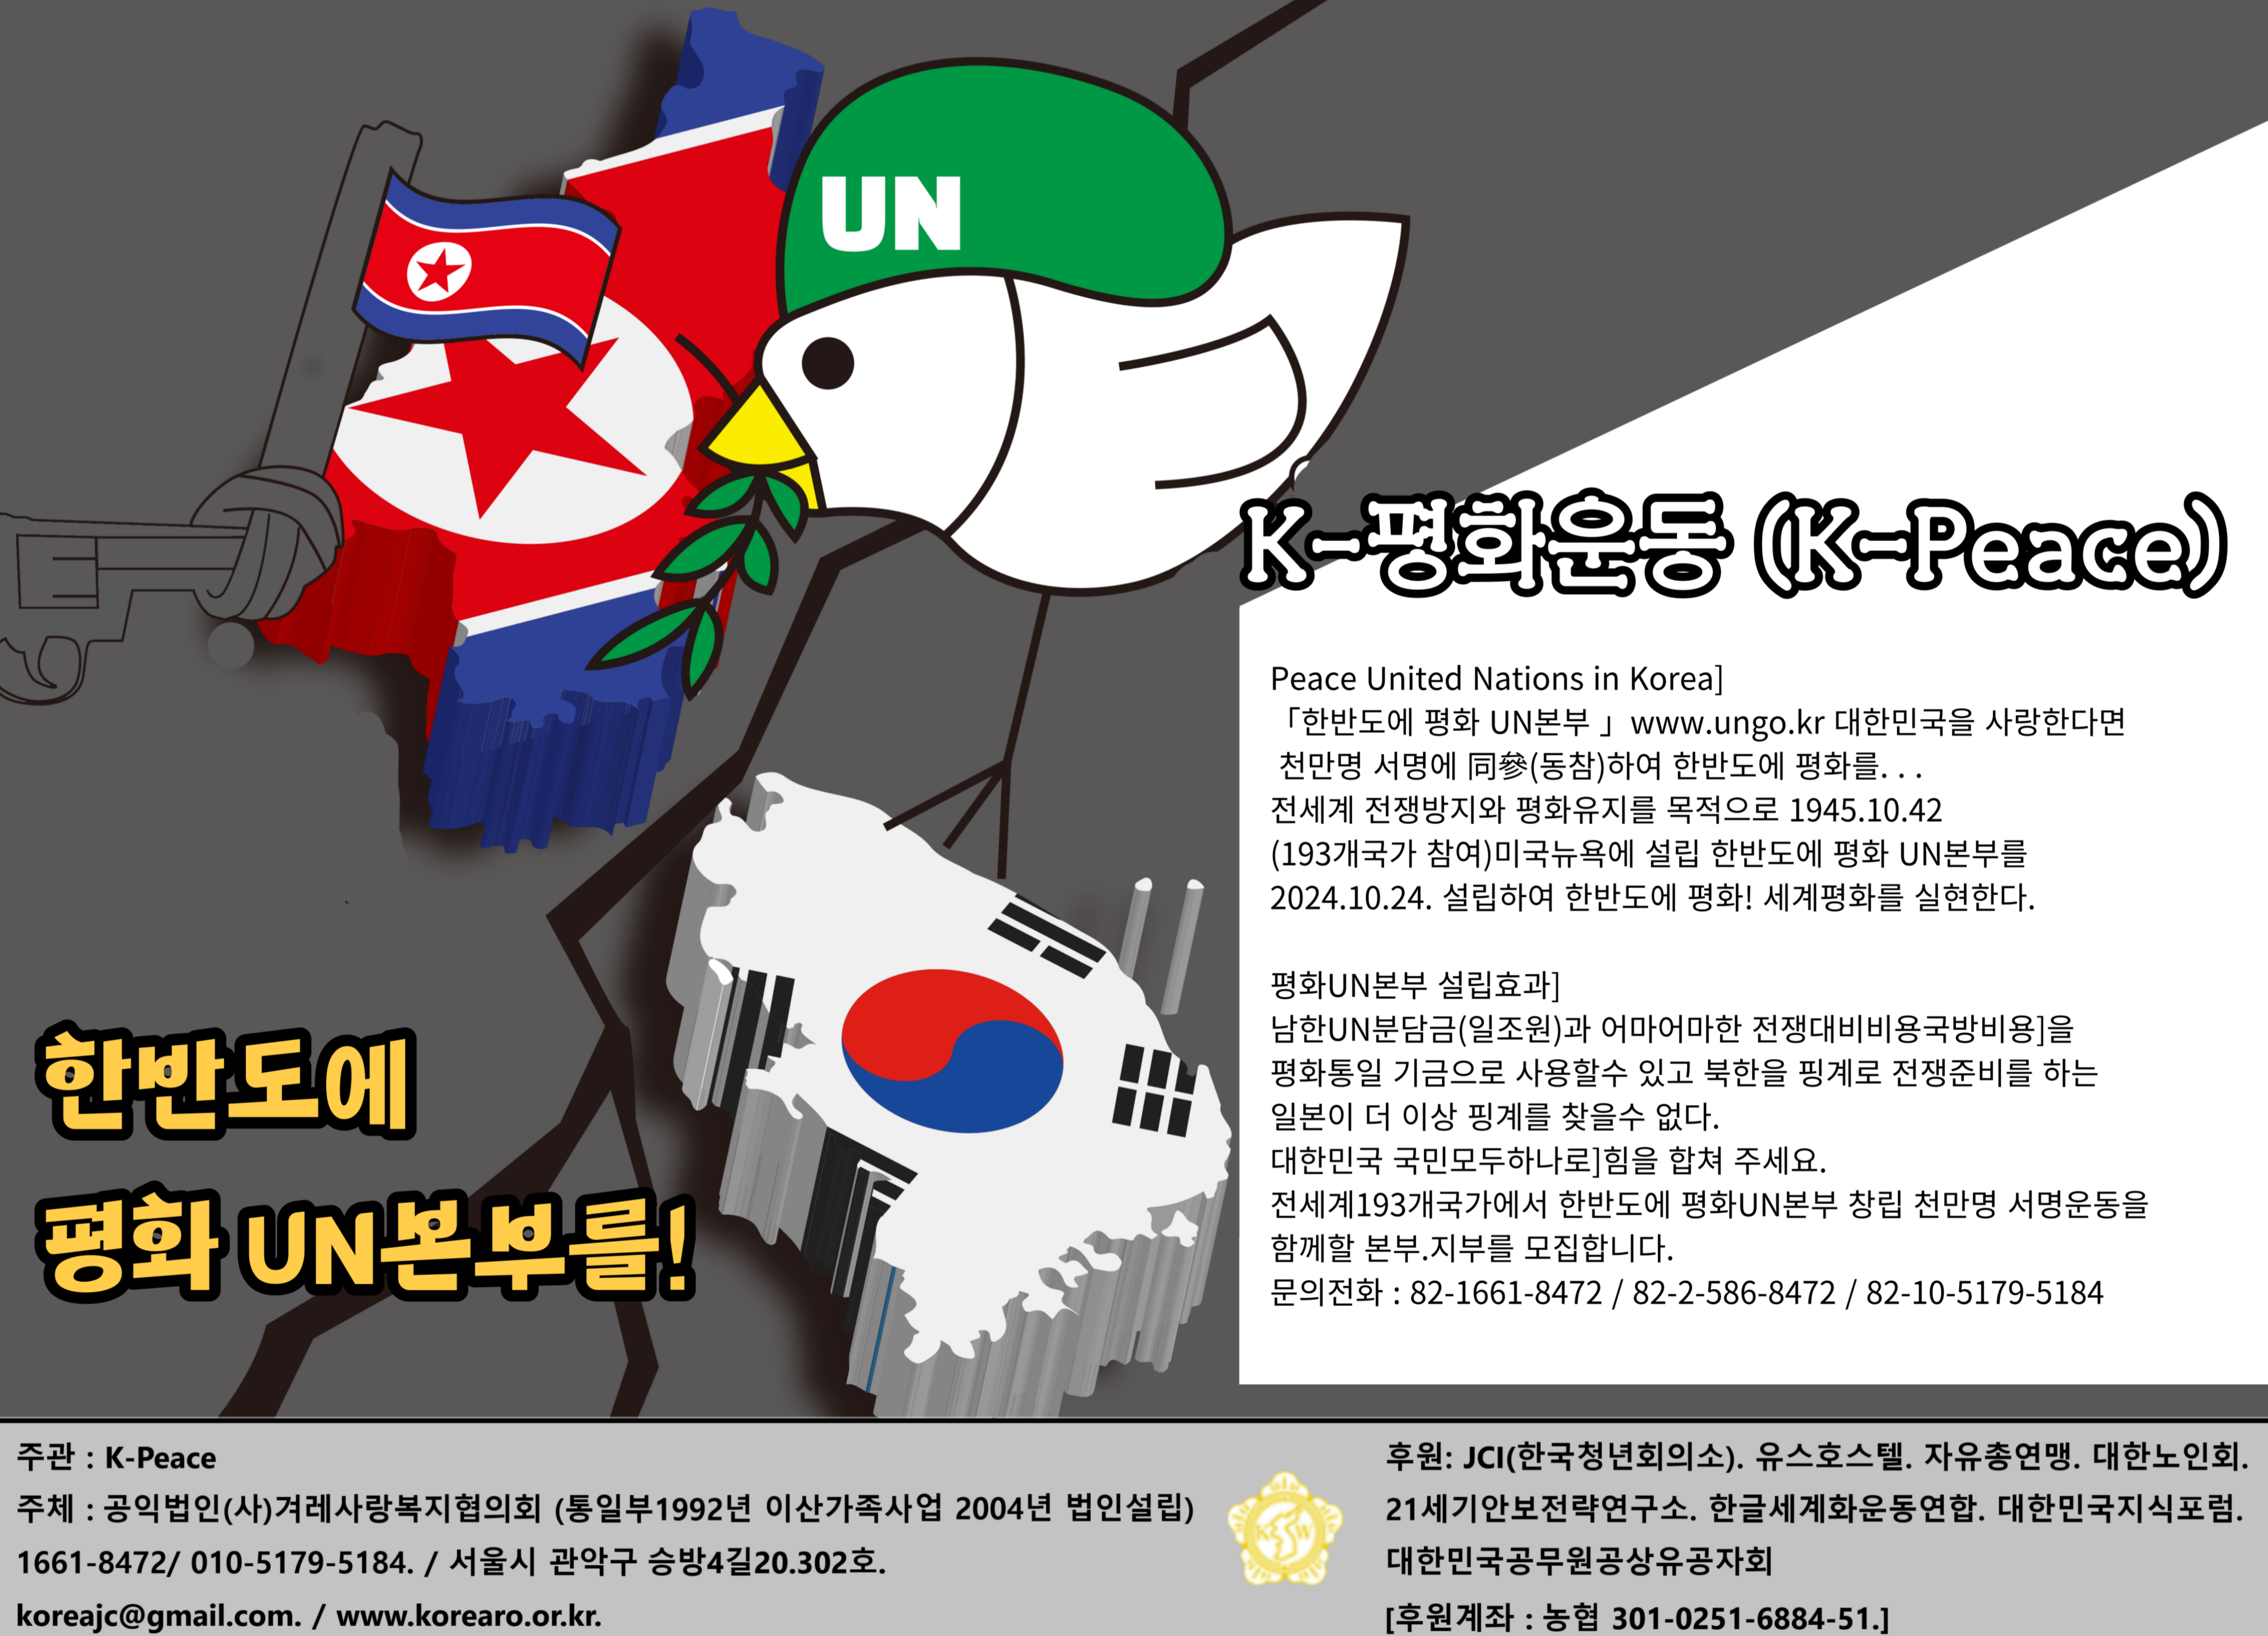 UN
K-평화운동 (K-Peace)
Peace United Nations in Korea]
「한반도에 평화 UN본부 」 www.ungo.kr 대한민국을 사랑한다면
천만명 서명에 同參(동참)하여 한반도에 평화를. . .
전세계 전쟁방지와 평화유지를 목적으로 1945.10.42
(193개국가 참여)미국뉴욕에 설립 한반도에 평화 UN본부를
2024.10.24. 설립하여 한반도에 평화! 세계평화를 실현한다.
평화UN본부 설립효과]
남한UN분담금(일조원)과 어마어마한 전쟁대비비용국방비용]을
평화통일 기금으로 사용할수 있고 북한을 핑계로 전쟁준비를 하는
일본이 더 이상 핑계를 찾을수 없다.
대한민국 국민모두하나로]힘을 합쳐 주세요.
전세계193개국가에서 한반도에 평화UN본부 창립 천만명 서명운동을
함께할 본부.지부를 모집합니다.
문의전화 : 82-1661-8472 / 82-2-586-8472 / 82-10-5179-5184
한반도에
평화 UN본부를!
주관 : K-Peace
주체 : 공익법인(사)겨레사랑복지협의회 (통일부1992년 이산가족사업 2004년 법인설립)
1661-8472/ 010-5179-5184. / 서울시 관악구 승방4길20.302호.
koreajc@gmail.com. / www.korearo.or.kr.
K W
후원: JCI(한국청년회의소). 유스호스텔. 자유총연맹. 대한노인회.
21세기안보전략연구소. 한글세계화운동연합. 대한민국지식포럼.
대한민국공무원공상유공자회
[후원계좌 : 농협 301-0251-6884-51.]